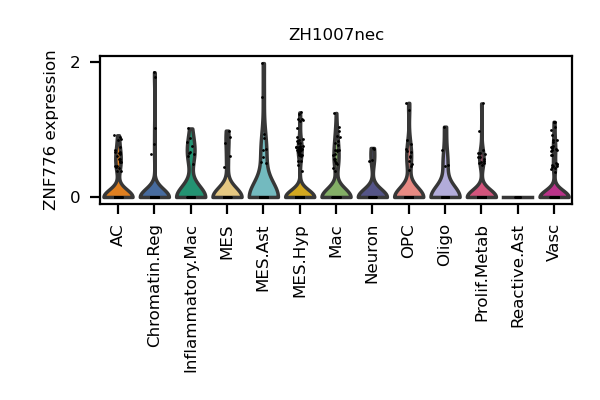 ZH1007nec
ZNF776 expression
2
0
AC
Chromatin.Reg
Inflammatory.Mac
MES
MES.Ast
MES.Hyp
Mac
Neuron
OPC
Oligo
Prolif.Metab
Reactive.Ast
Vasc